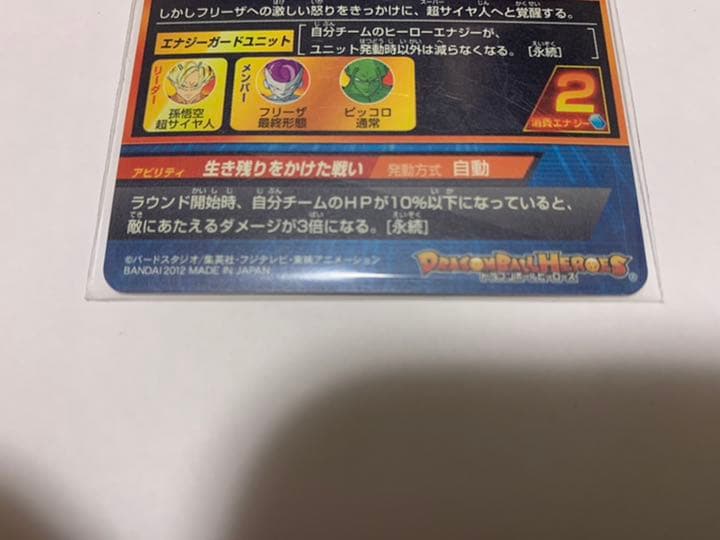 しかしフリーザへの激しい怒りをきっかけに、超サイヤ人へと覚醒する。
エナジーガードユニット
自分チームのヒーローエナジーが、
ユニット発動時以外は減らなくなる。[永続]
リーダー
孫悟空
超サイヤ人
メンバー
フリーザ
最終形態
ピッコロ
通常
2
消費エナジー
アビリティ 生き残りをかけた戦い 発動方式 自動
ラウンド開始時、自分チームのHPが10%以下になっていると、
敵にあたえるダメージが3倍になる。[永続]
©バードスタジオ/集英社・フジテレビ・東映アニメーション
BANDAI 2012 MADE IN JAPAN
DRAGONBALL HEROES
ドラゴンボールヒーローズ